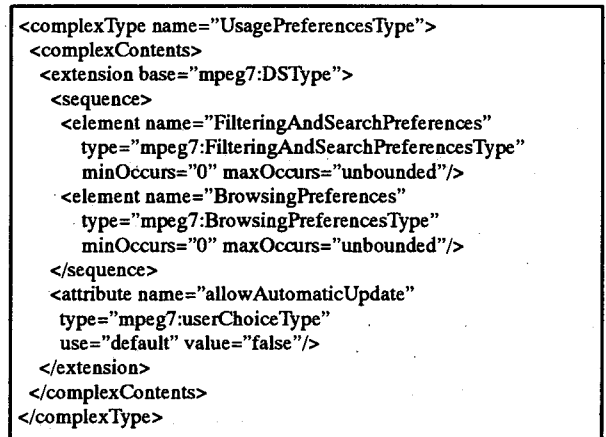 <complexType name="UsagePreferencesType">
<complexContents>
<extension base="mpeg7:DSType">
<sequence>
<element name="FilteringAndSearchPreferences"
type="mpeg7:FilteringAndSearchPreferencesType"
minOccurs="0" maxOccurs="unbounded"/>
<element name="BrowsingPreferences"
type="mpeg7:BrowsingPreferencesType"
minOccurs="0" maxOccurs="unbounded"/>
</sequence>
<attribute name="allowAutomaticUpdate"
type="mpeg7:userChoiceType"
use="default" value="false"/>
</extension>
</complexContents>
</complexType>